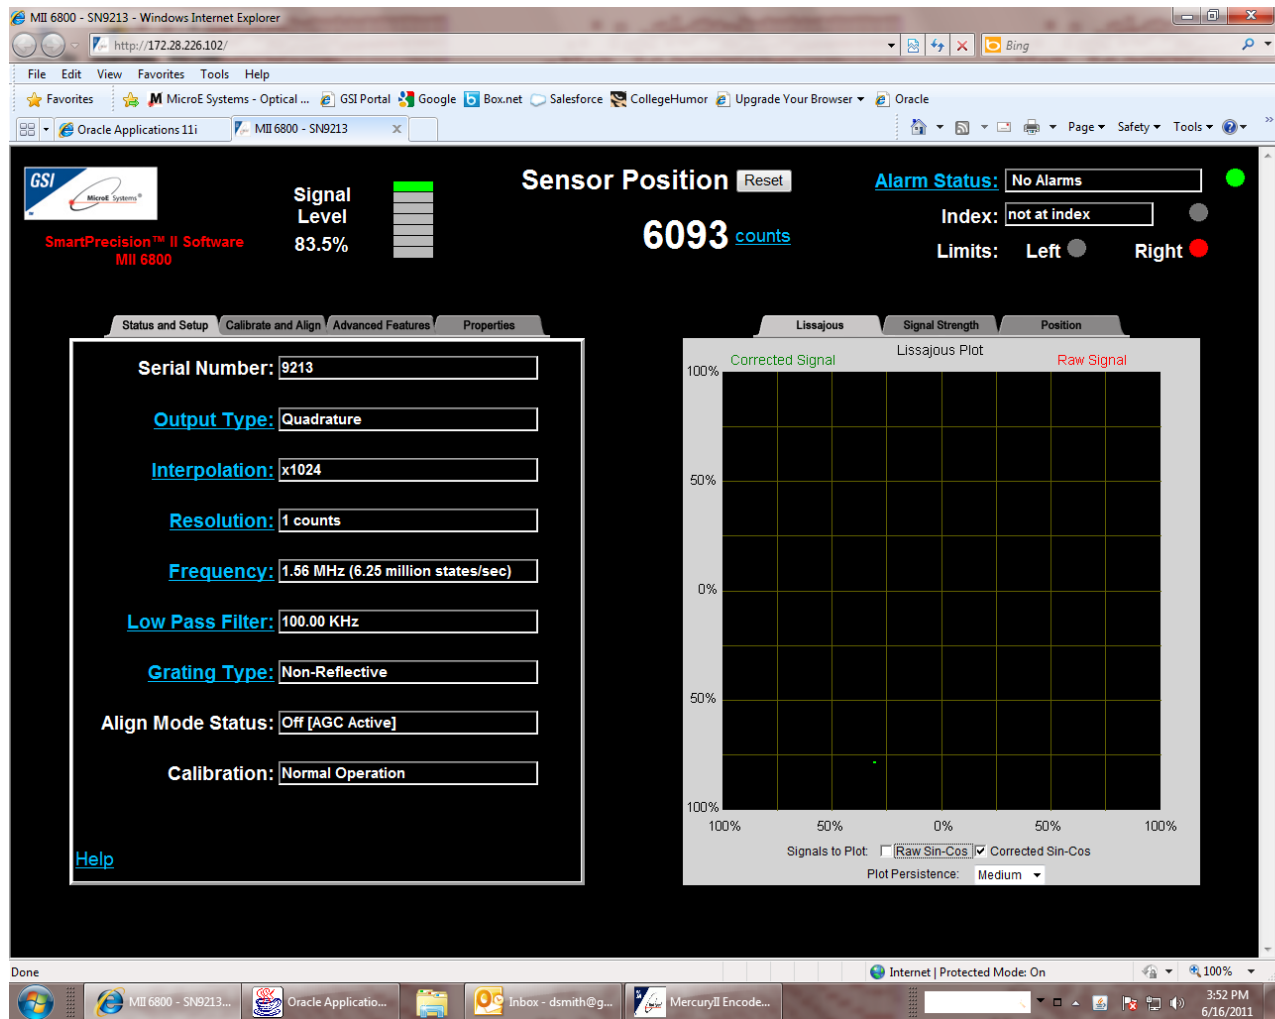 MII 6800 - SN9213 - Windows Internet Explorer
http://172.28.226.102/
Bing
File Edit View Favorites Tools Help
Favorites MicroE Systems - Optical ... GSI Portal Google Box.net Salesforce CollegeHumor Upgrade Your Browser Oracle
Oracle Applications 11i MII 6800 - SN9213 x Page Safety Tools »
GSI
MicroE Systems
SmartPrecision™ II Software
MII 6800
Signal
Level
83.5%
Sensor Position Reset
6093 counts
Alarm Status: No Alarms
Index: not at index
Limits: Left Right
Status and Setup Calibrate and Align Advanced Features Properties
Serial Number: 9213
Output Type: Quadrature
Interpolation: x1024
Resolution: 1 counts
Frequency: 1.56 MHz (6.25 million states/sec)
Low Pass Filter: 100.00 KHz
Grating Type: Non-Reflective
Align Mode Status: Off [AGC Active]
Calibration: Normal Operation
Help
Lissajous Signal Strength Position
Lissajous Plot
Corrected Signal Raw Signal
100%
50%
0%
50%
100%
100% 50% 0% 50% 100%
Signals to Plot: Raw Sin-Cos Corrected Sin-Cos
Plot Persistence: Medium
Done Internet | Protected Mode: On 100%
MII 6800 - SN9213... Oracle Applicatio... Inbox - dsmith@g... MercuryII Encode... 3:52 PM
6/16/2011